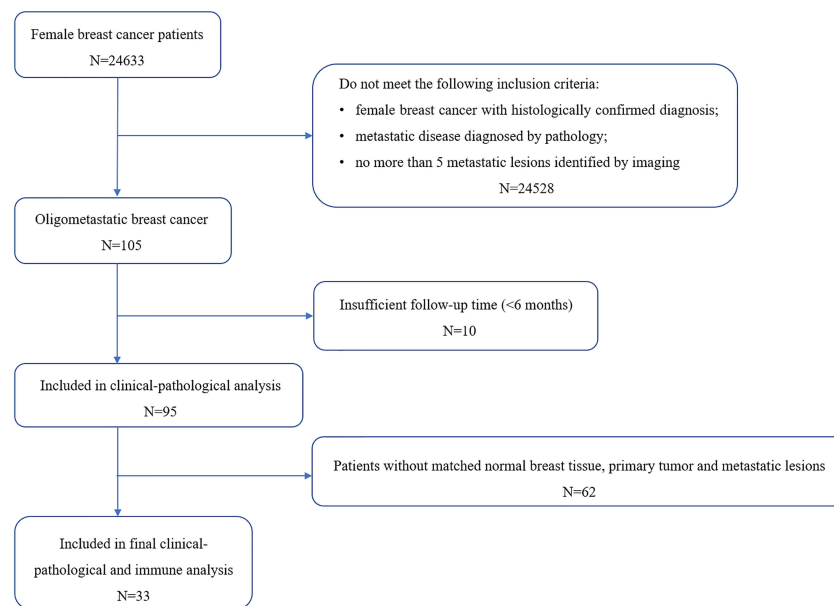 Female breast cancer patients
N=24633
Do not meet the following inclusion criteria:
• female breast cancer with histologically confirmed diagnosis;
• metastatic disease diagnosed by pathology;
• no more than 5 metastatic lesions identified by imaging
N=24528
Oligometastatic breast cancer
N=105
Insufficient follow-up time (<6 months)
N=10
Included in clinical-pathological analysis
N=95
Patients without matched normal breast tissue, primary tumor and metastatic lesions
N=62
Included in final clinical-
pathological and immune analysis
N=33